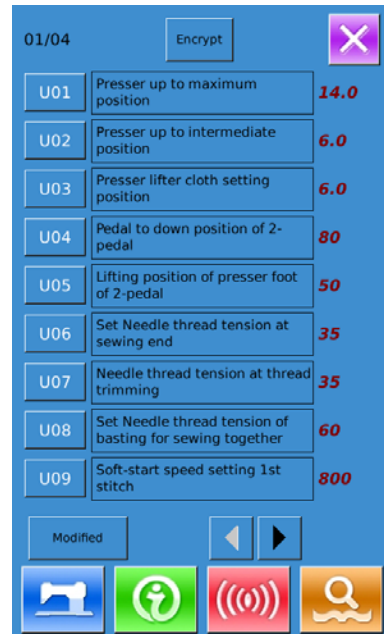 01/04
Encrypt
U01
Presser up to maximum
position
14.0
U02
Presser up to intermediate
position
6.0
U03
Presser lifter cloth setting
position
6.0
U04
Pedal to down position of 2-
pedal
80
U05
Lifting position of presser foot
of 2-pedal
50
U06
Set Needle thread tension at
sewing end
35
U07
Needle thread tension at thread
trimming
35
U08
Set Needle thread tension of
basting for sewing together
60
U09
Soft-start speed setting 1st
stitch
800
Modified